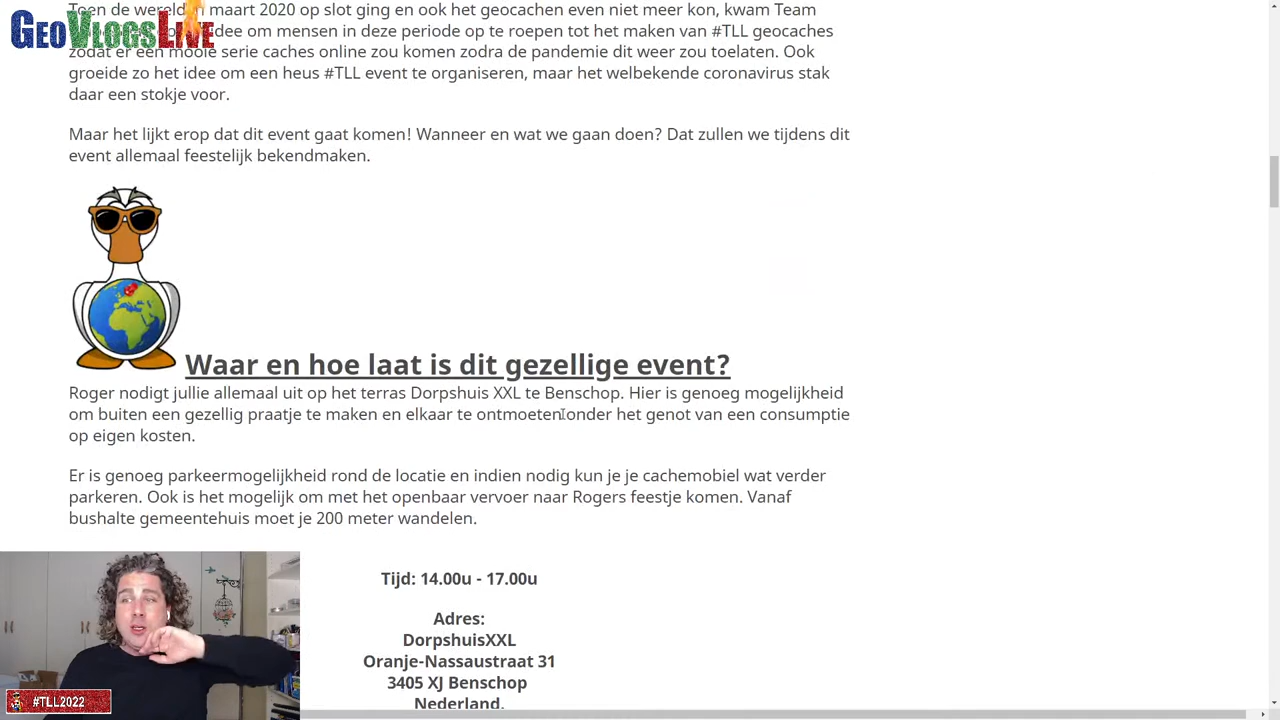 GEOVLOGSLIVE
maart 2020 op slot ging en ook het geocachen even niet meer kon, kwam Team
idee om mensen in deze periode op te roepen tot het maken van #TLL geocaches
zodat er een mooie serie caches online zou komen zodra de pandemie dit weer zou toelaten. Ook
groeide zo het idee om een heus #TLL event te organiseren, maar het welbekende coronavirus stak
daar een stokje voor.
Maar het lijkt erop dat dit event gaat komen! Wanneer en wat we gaan doen? Dat zullen we tijdens dit
event allemaal feestelijk bekendmaken.
Waar en hoe laat is dit gezellige event?
Roger nodigt jullie allemaal uit op het terras Dorpshuis XXL te Benschop. Hier is genoeg mogelijkheid
om buiten een gezellig praatje te maken en elkaar te ontmoeten onder het genot van een consumptie
op eigen kosten.
Er is genoeg parkeermogelijkheid rond de locatie en indien nodig kun je je cachemobiel wat verder
parkeren. Ook is het mogelijk om met het openbaar vervoer naar Rogers feestje komen. Vanaf
bushalte gemeentehuis moet je 200 meter wandelen.
Tijd: 14.00u - 17.00u
Adres:
DorpshuisXXL
Oranje-Nassaustraat 31
3405 XJ Benschop
Nederland.
#TLL2022